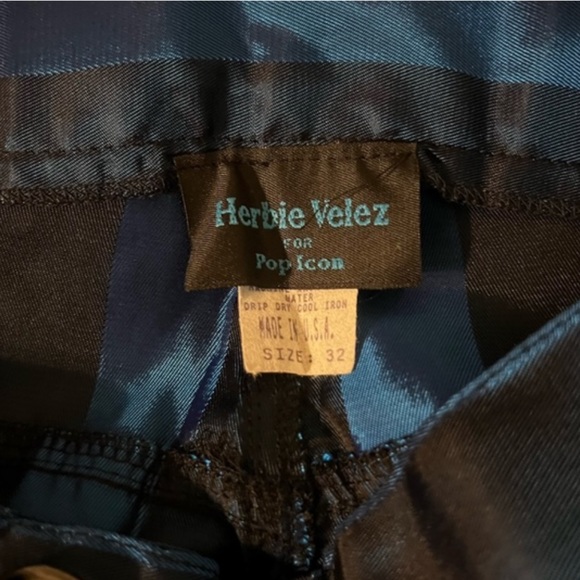 Herbie Velez
FOR
Pop Icon
WATER
DRIP DRY COOL IRON
MADE IN U.S.A.
SIZE: 32